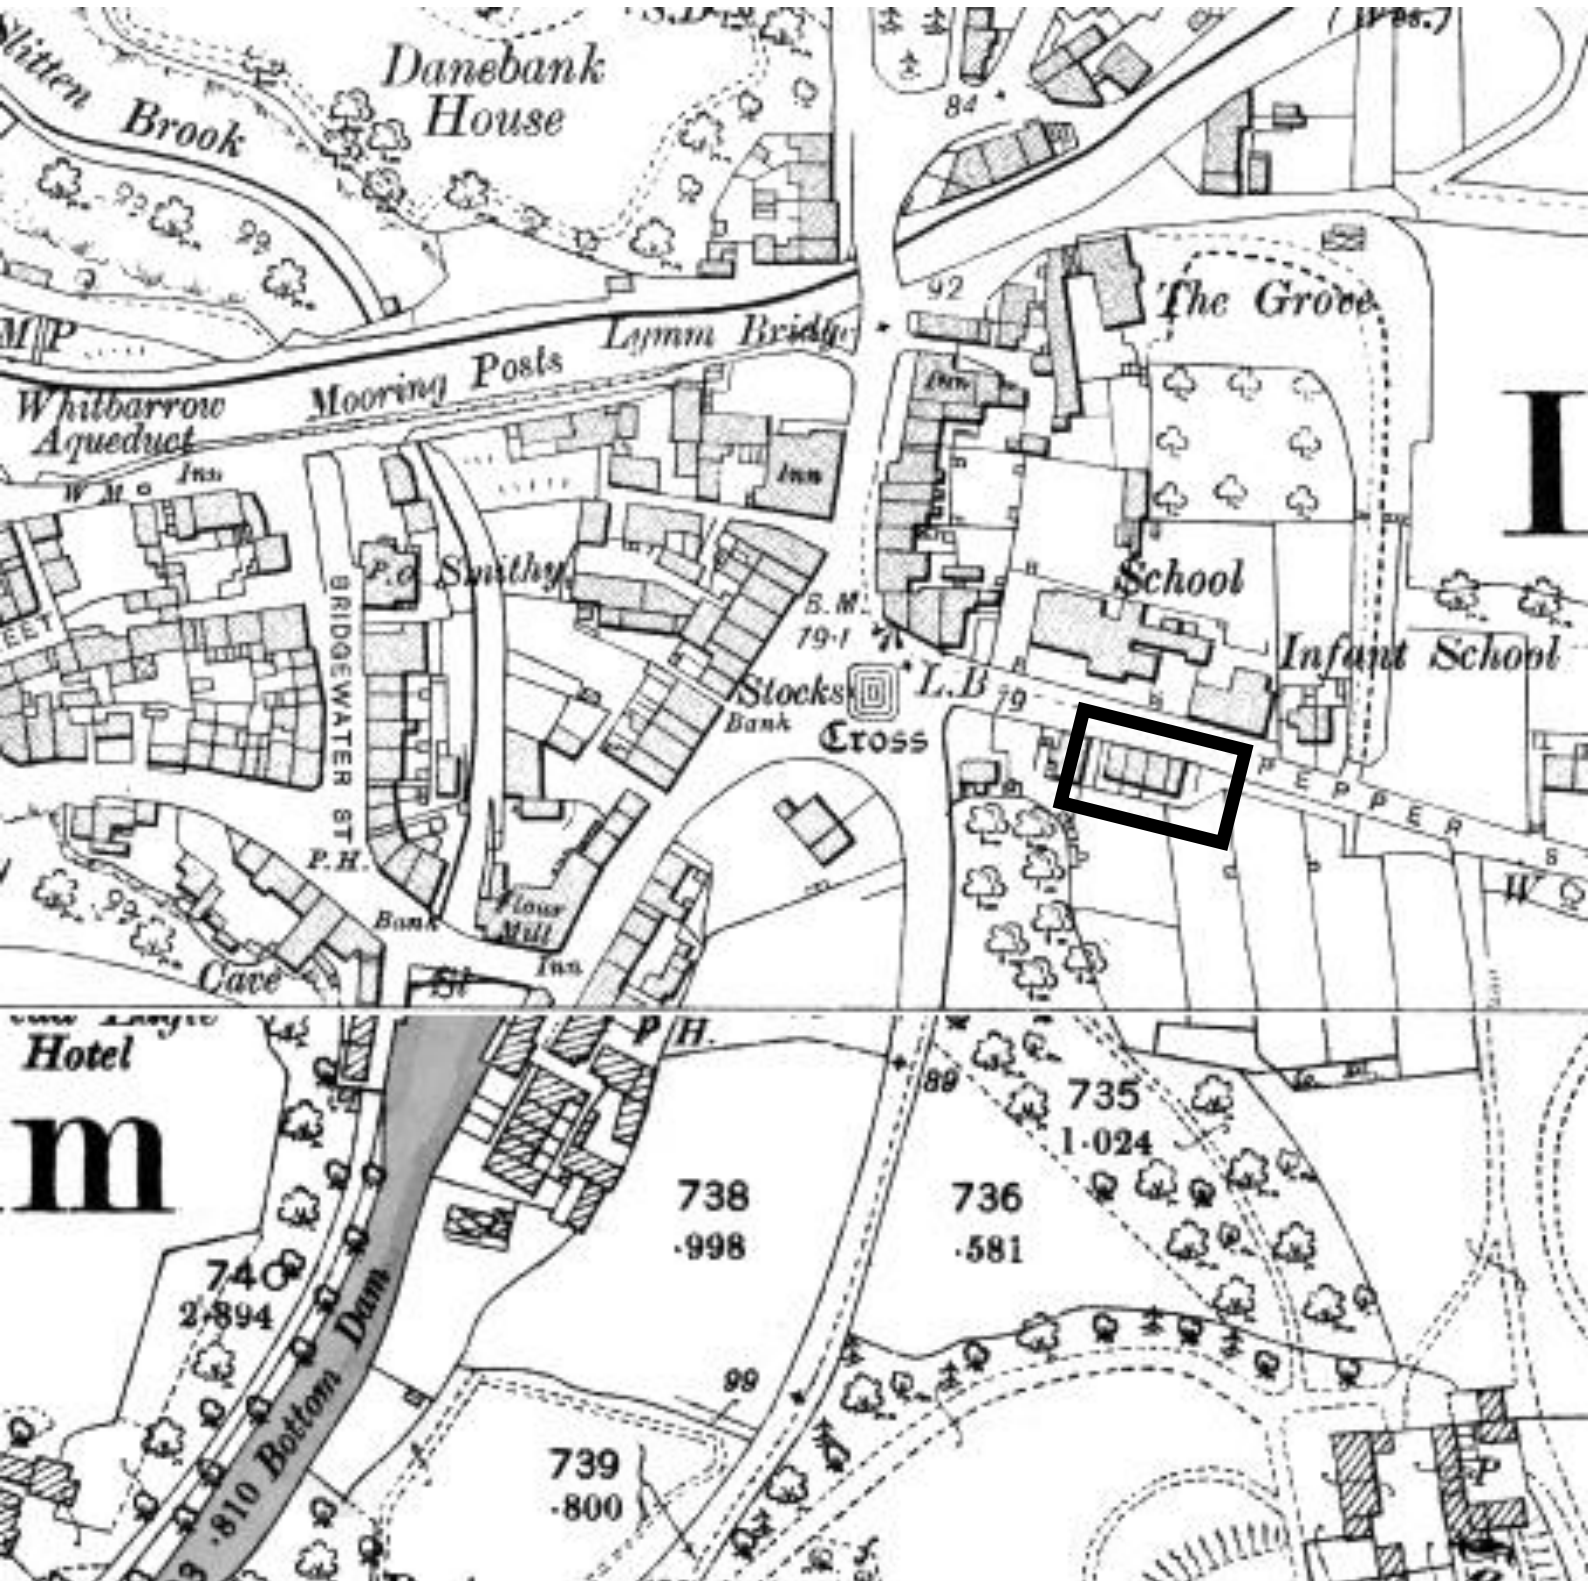 Slitten
Brook
Danebank
House
84
92
The Grove
M P
Lymm Bridge
Mooring Posts
Whitbarrow
Aqueduct
Inn
W. M.
Inn
Inn
P.O
Smithy
School
B.M.
79·1
Infant School
EET
BRIDGEWATER ST.
Stocks
L.B
79
Bank
Cross
PEPPER S
P.H.
W
Flour
Mill
Bank
Inn
Cave
Sl
Hotel
P. H.
89
735
1·024
m
738
·998
736
·581
740
2·894
99
739
·800
·810 Bottom Dam
P